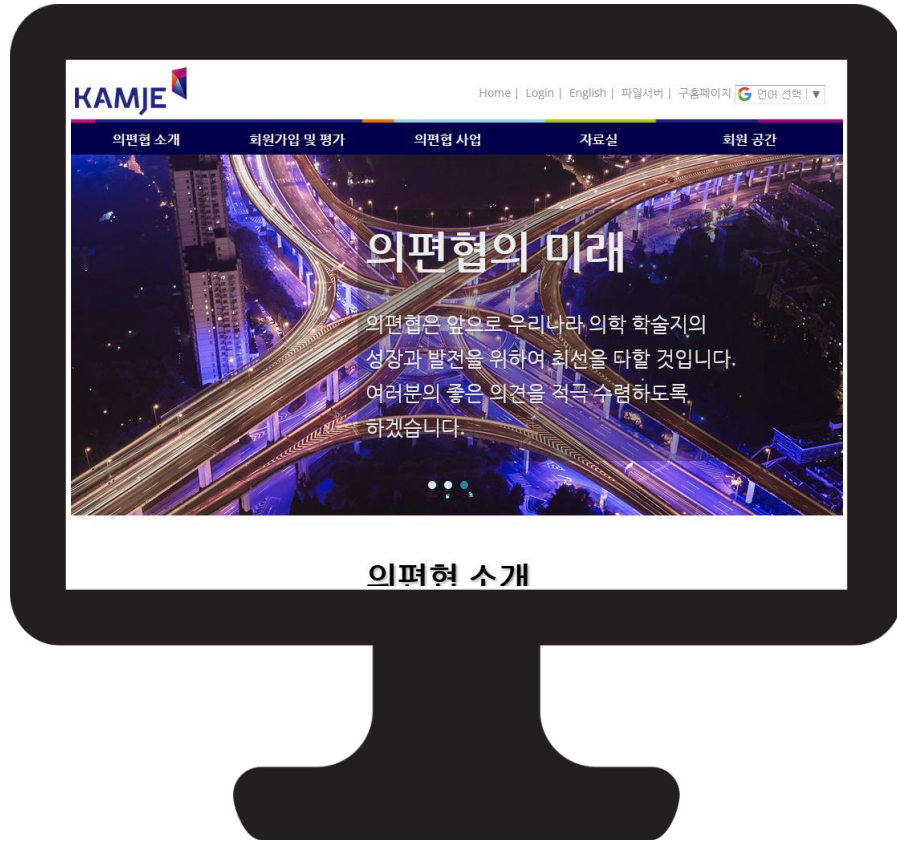 KAMJE
Home | Login | English | 파일서버 | 구홈페이지 G 언어 선택 | ▼
의편협 소개 회원가입 및 평가 의편협 사업 자료실 회원 공간
의편협의 미래
의편협은 앞으로 우리나라 의학 학술지의
성장과 발전을 위하여 최선을 다할 것입니다.
여러분의 좋은 의견을 적극 수렴하도록
하겠습니다.
의편협 소개